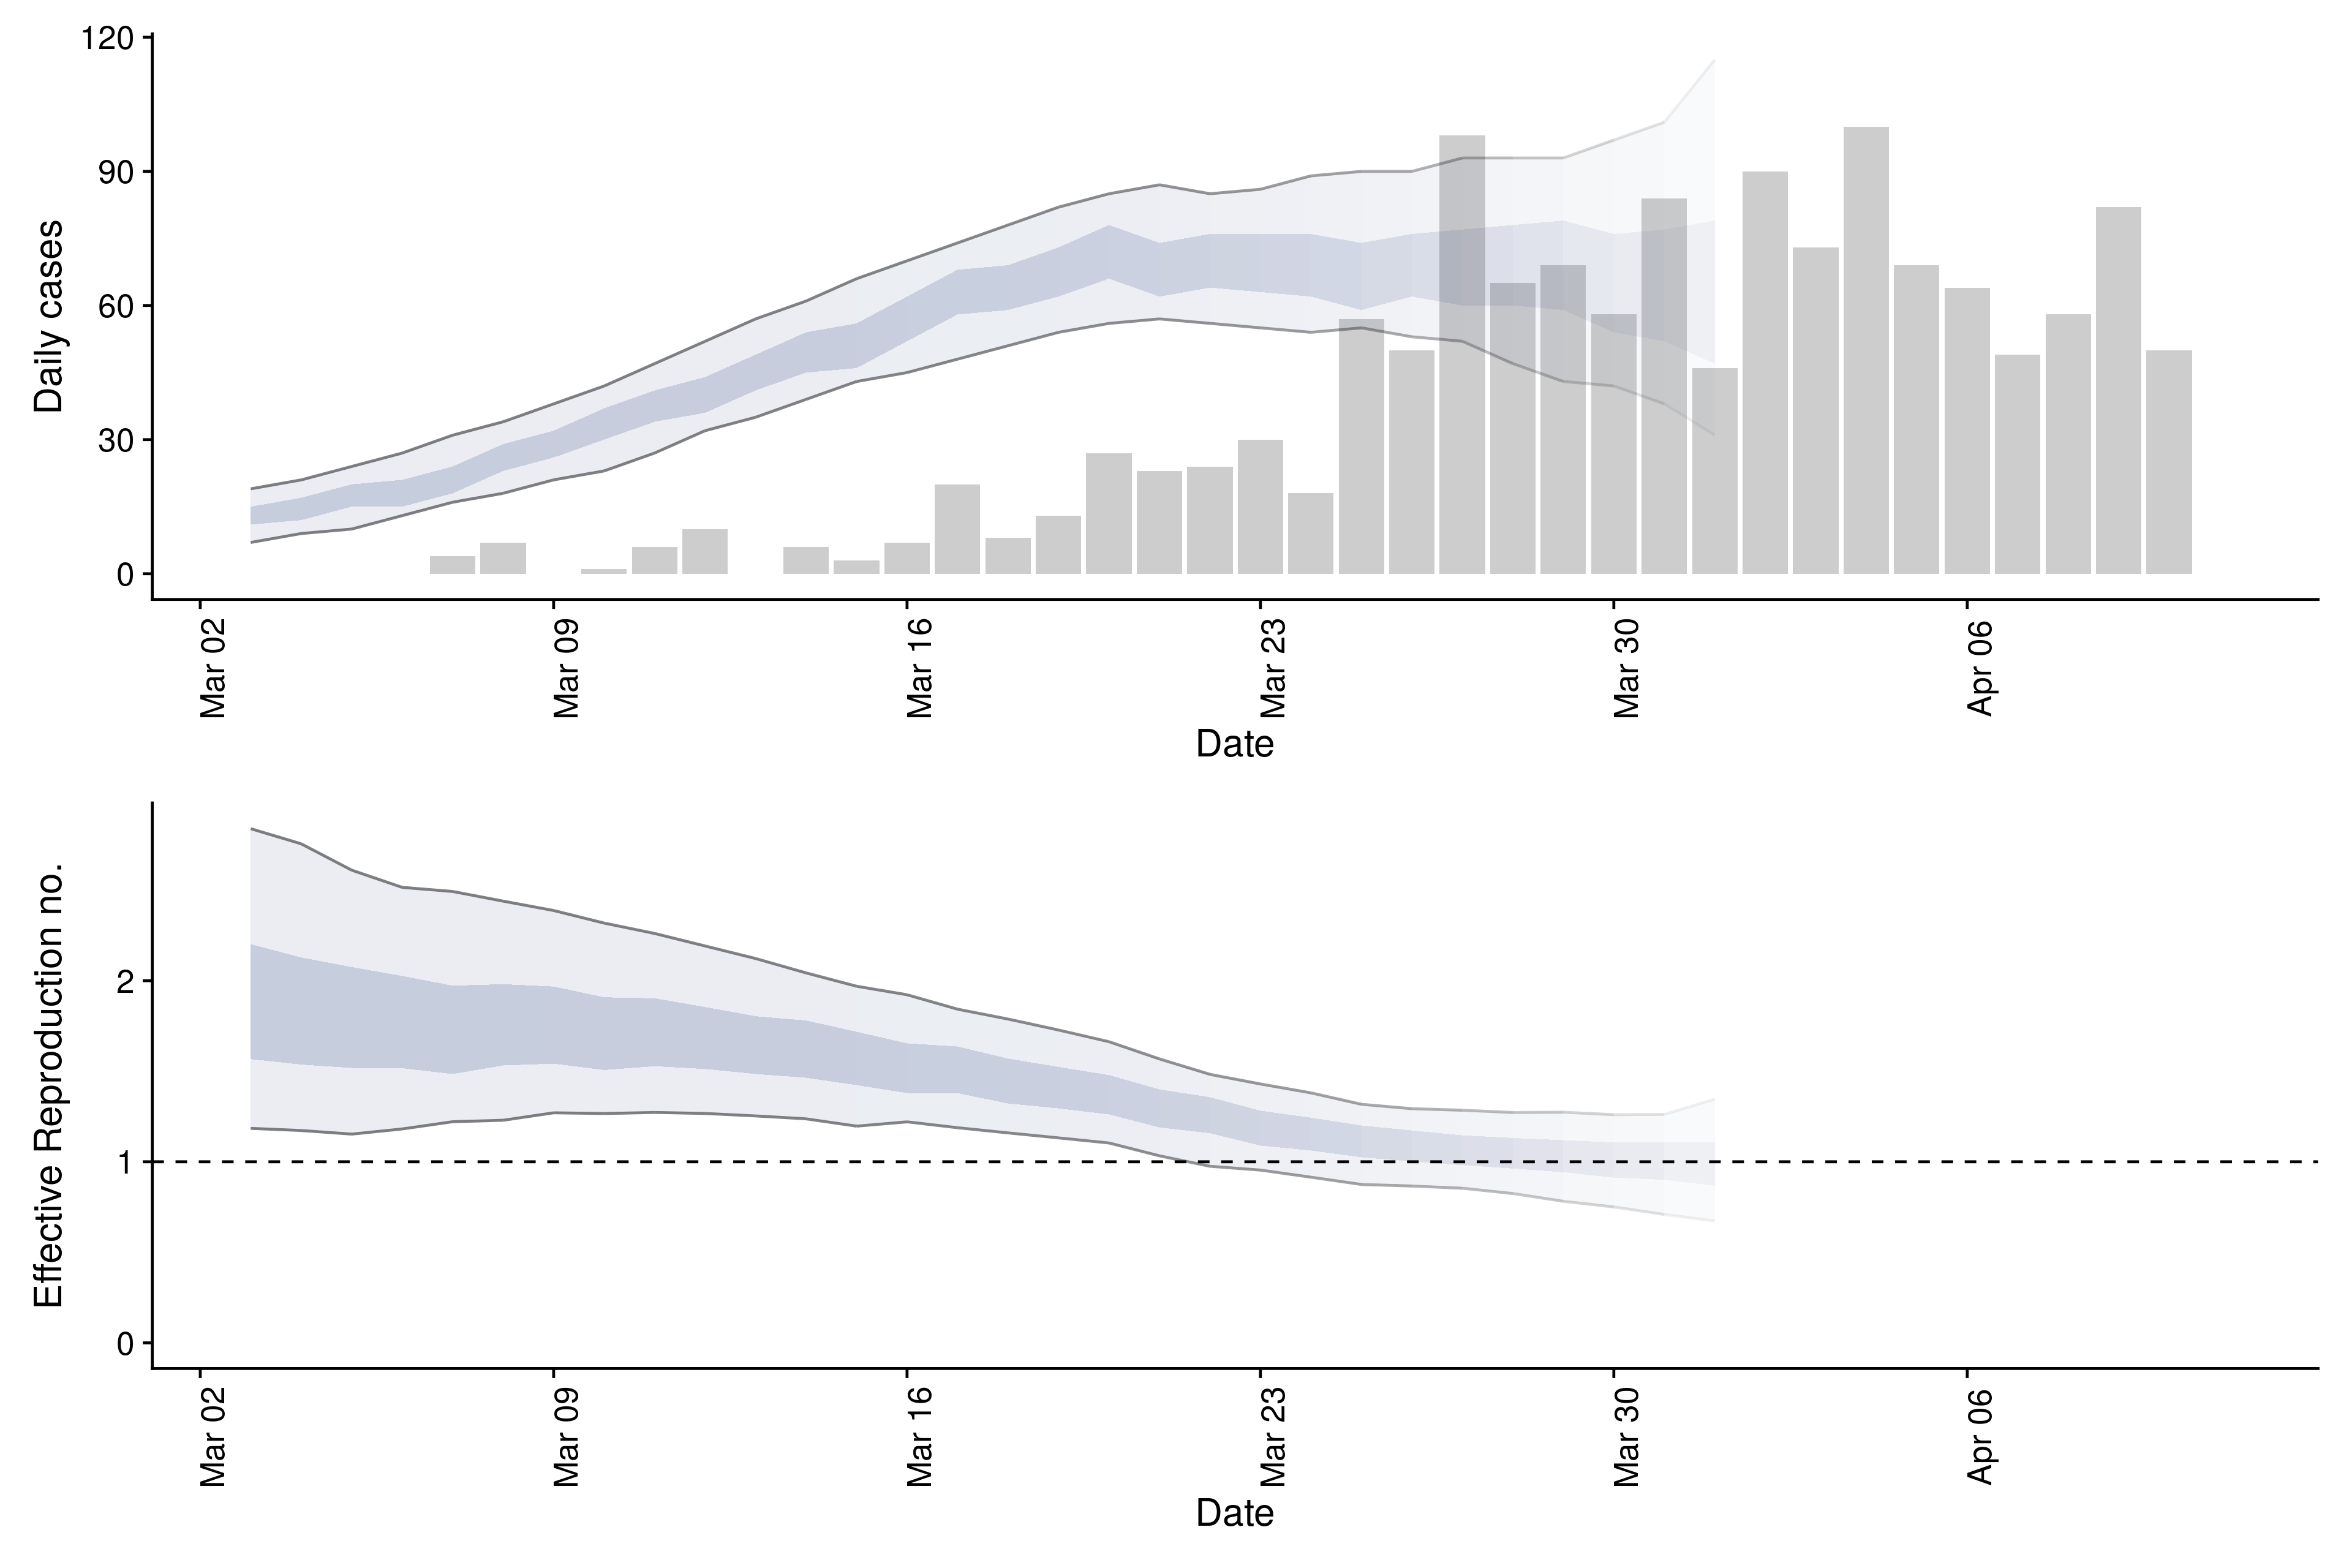 Daily cases
120
90
60
30
0
Mar 02
Mar 09
Mar 16
Mar 23
Mar 30
Apr 06
Date
Effective Reproduction no.
2
1
0
Mar 02
Mar 09
Mar 16
Mar 23
Mar 30
Apr 06
Date